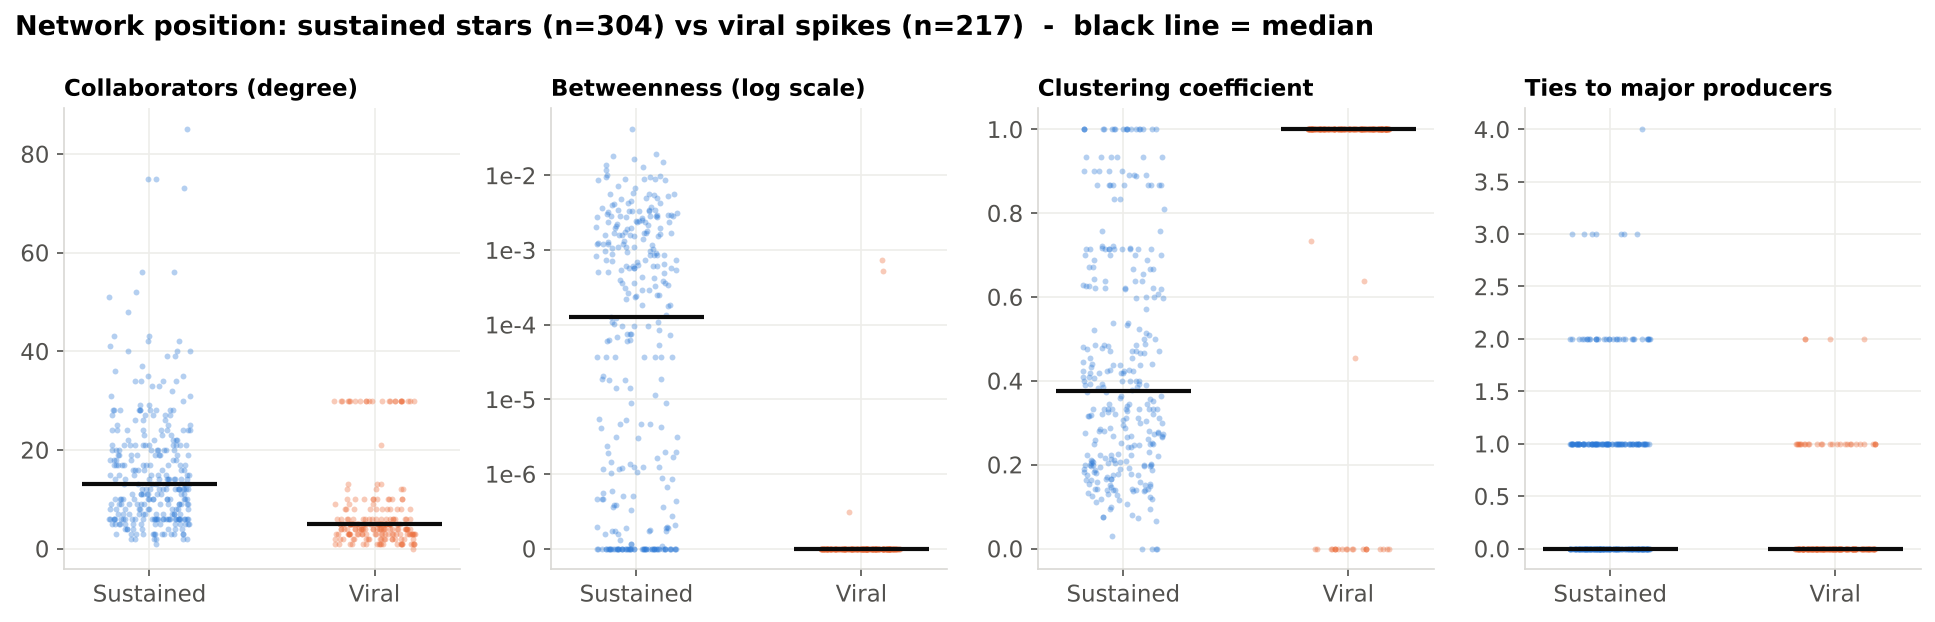 Network position: sustained stars (n=304) vs viral spikes (n=217)  -  black line = median
Collaborators (degree)
80
60
40
20
0
Sustained
Viral
Betweenness (log scale)
1e-2
1e-3
1e-4
1e-5
1e-6
0
Sustained
Viral
Clustering coefficient
1.0
0.8
0.6
0.4
0.2
0.0
Sustained
Viral
Ties to major producers
4.0
3.5
3.0
2.5
2.0
1.5
1.0
0.5
0.0
Sustained
Viral